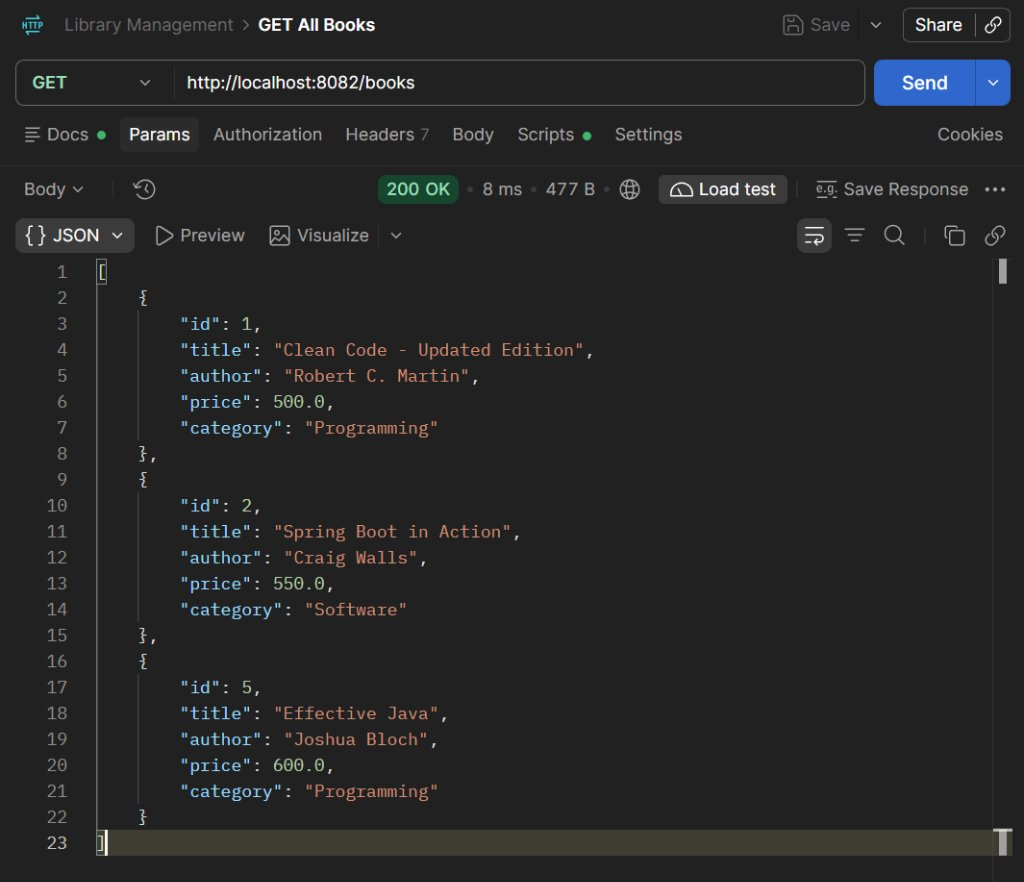 HTTP Library Management > GET All Books Save Share
GET http://localhost:8082/books Send
Docs Params Authorization Headers 7 Body Scripts Settings Cookies
Body 200 OK • 8 ms • 477 B • Load test e.g. Save Response •••
{} JSON Preview Visualize
1 [
2 {
3 "id": 1,
4 "title": "Clean Code - Updated Edition",
5 "author": "Robert C. Martin",
6 "price": 500.0,
7 "category": "Programming"
8 },
9 {
10 "id": 2,
11 "title": "Spring Boot in Action",
12 "author": "Craig Walls",
13 "price": 550.0,
14 "category": "Software"
15 },
16 {
17 "id": 5,
18 "title": "Effective Java",
19 "author": "Joshua Bloch",
20 "price": 600.0,
21 "category": "Programming"
22 }
23 ]